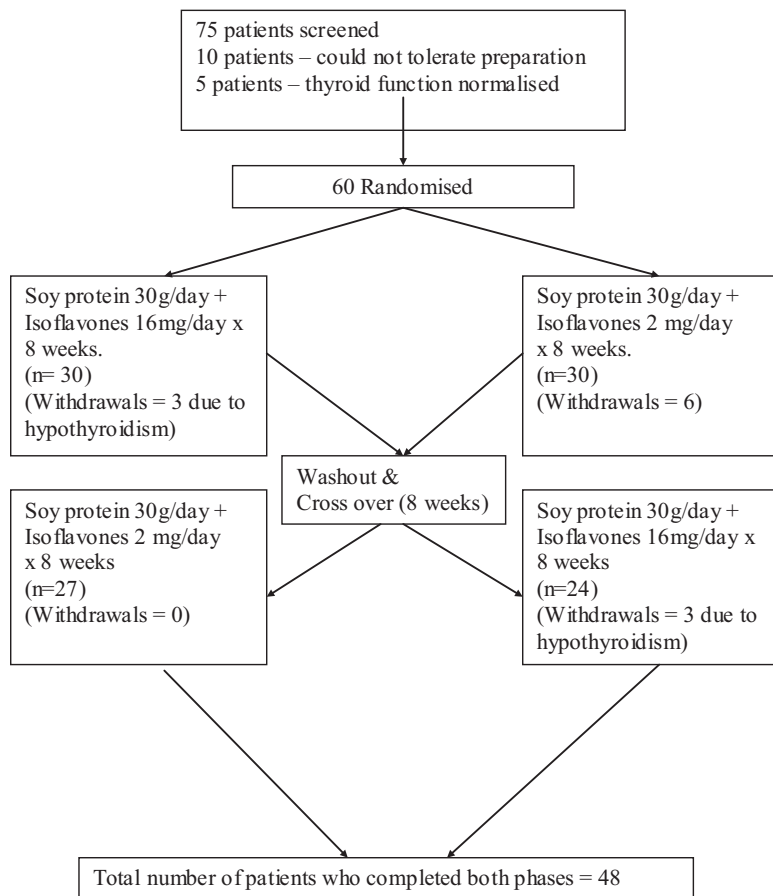 75 patients screened
10 patients – could not tolerate preparation
5 patients – thyroid function normalised
60 Randomised
Soy protein 30g/day +
Isoflavones 16mg/day x
8 weeks.
(n= 30)
(Withdrawals = 3 due to
hypothyroidism)
Soy protein 30g/day +
Isoflavones 2 mg/day
x 8 weeks.
(n=30)
(Withdrawals = 6)
Washout &
Cross over (8 weeks)
Soy protein 30g/day +
Isoflavones 2 mg/day
x 8 weeks
(n=27)
(Withdrawals = 0)
Soy protein 30g/day +
Isoflavones 16mg/day x
8 weeks
(n=24)
(Withdrawals = 3 due to
hypothyroidism)
Total number of patients who completed both phases = 48